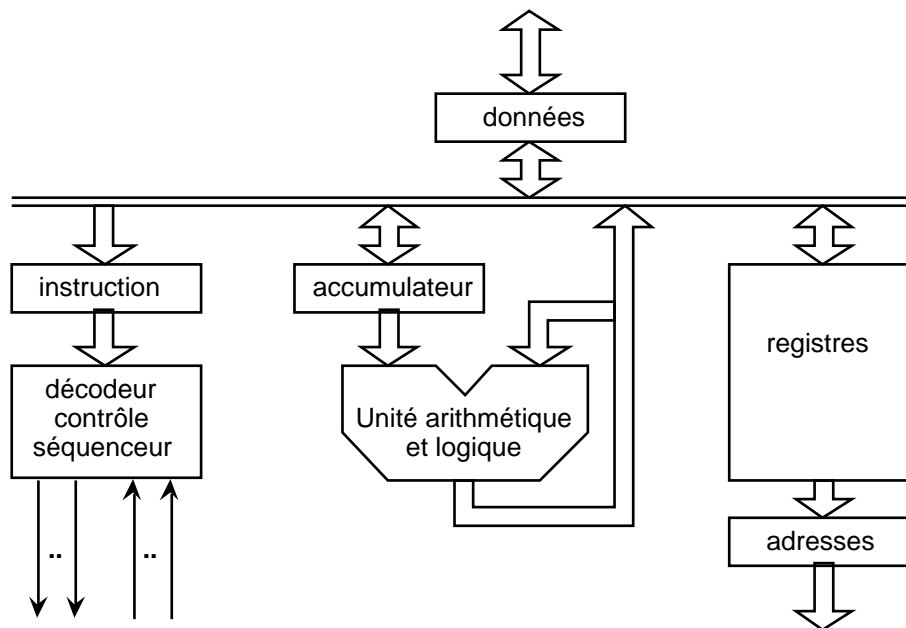 données
instruction
accumulateur
registres
décodeur
contrôle
séquenceur
Unité arithmétique
et logique
adresses
..
..